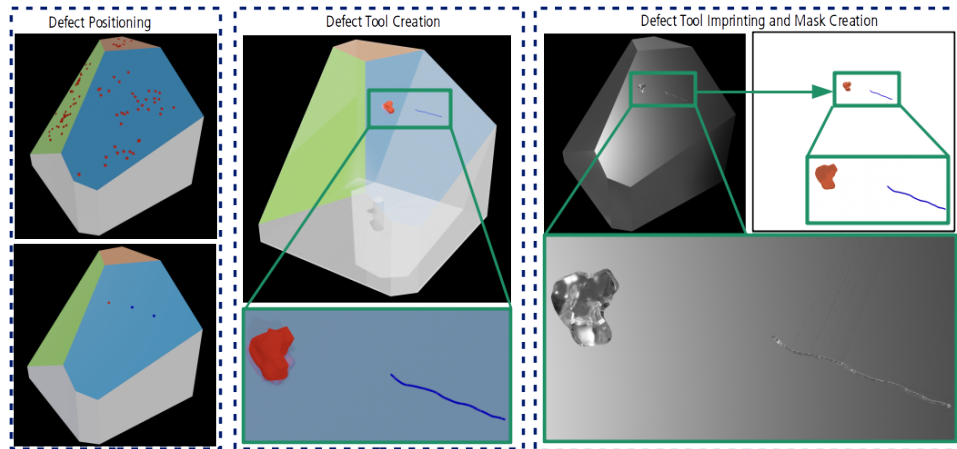 Defect Positioning
Defect Tool Creation
Defect Tool Imprinting and Mask Creation